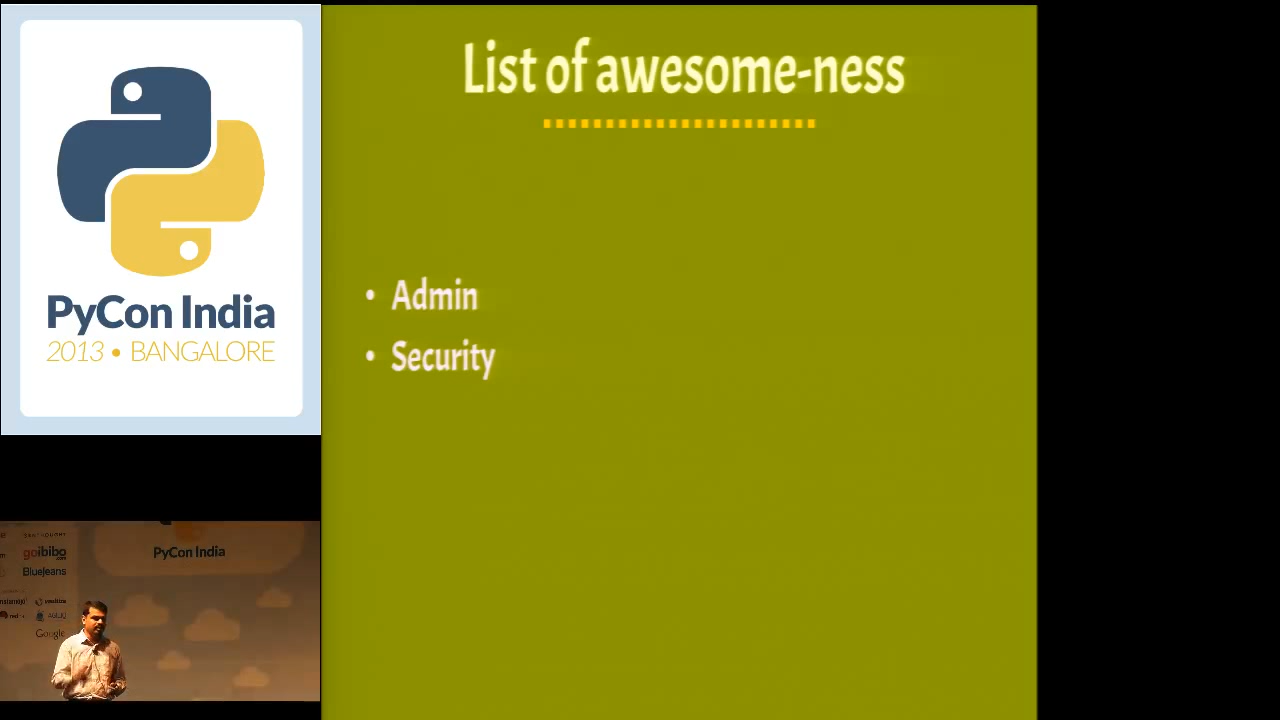 List of awesome-ness
• Admin
• Security
PyCon India
2013 • BANGALORE
PyCon India
goibibo
BlueJeans
Google